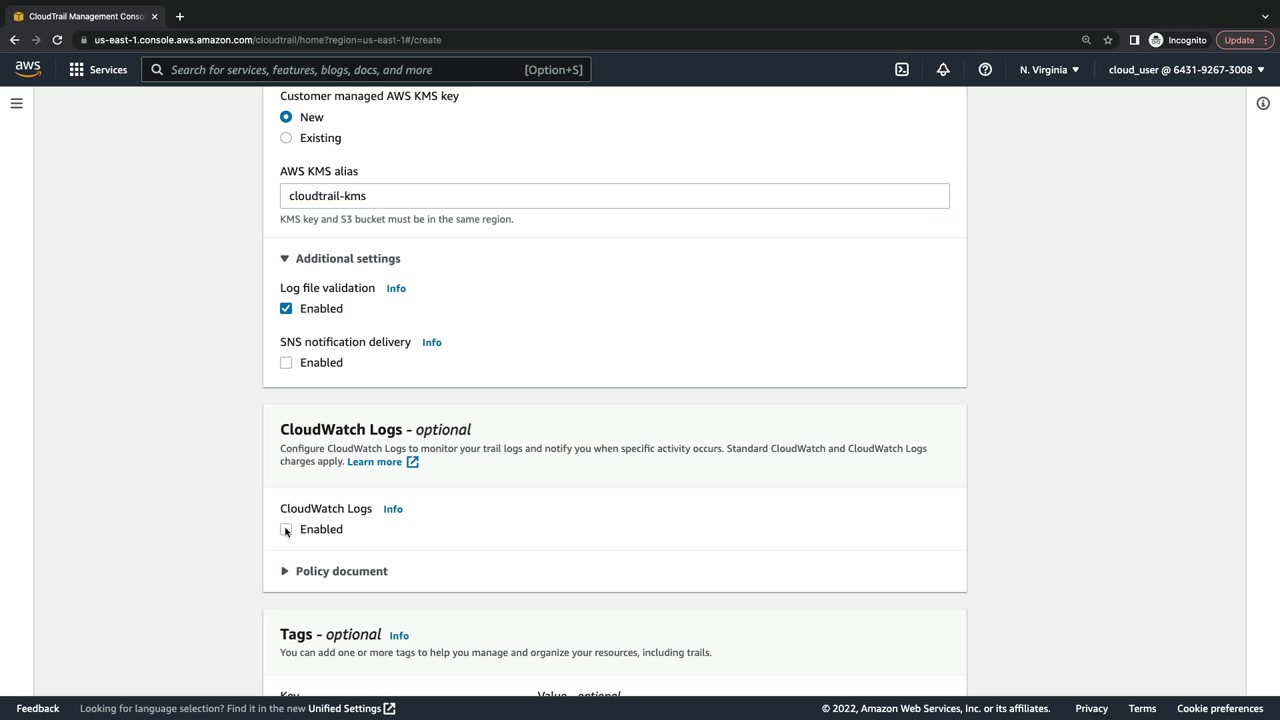 CloudTrail Management Conso
us-east-1.console.aws.amazon.com/cloudtrail/home?region=us-east-1#/create
Incognito
Update
aws
Services
Search for services, features, blogs, docs, and more
[Option+S]
N. Virginia
cloud_user @ 6431-9267-3008
Customer managed AWS KMS key
New
Existing
AWS KMS alias
cloudtrail-kms
KMS key and S3 bucket must be in the same region.
Additional settings
Log file validation Info
Enabled
SNS notification delivery Info
Enabled
CloudWatch Logs - optional
Configure CloudWatch Logs to monitor your trail logs and notify you when specific activity occurs. Standard CloudWatch and CloudWatch Logs
charges apply. Learn more
CloudWatch Logs Info
Enabled
Policy document
Tags - optional Info
You can add one or more tags to help you manage and organize your resources, including trails.
Key Value - optional
Feedback Looking for language selection? Find it in the new Unified Settings © 2022, Amazon Web Services, Inc. or its affiliates. Privacy Terms Cookie preferences